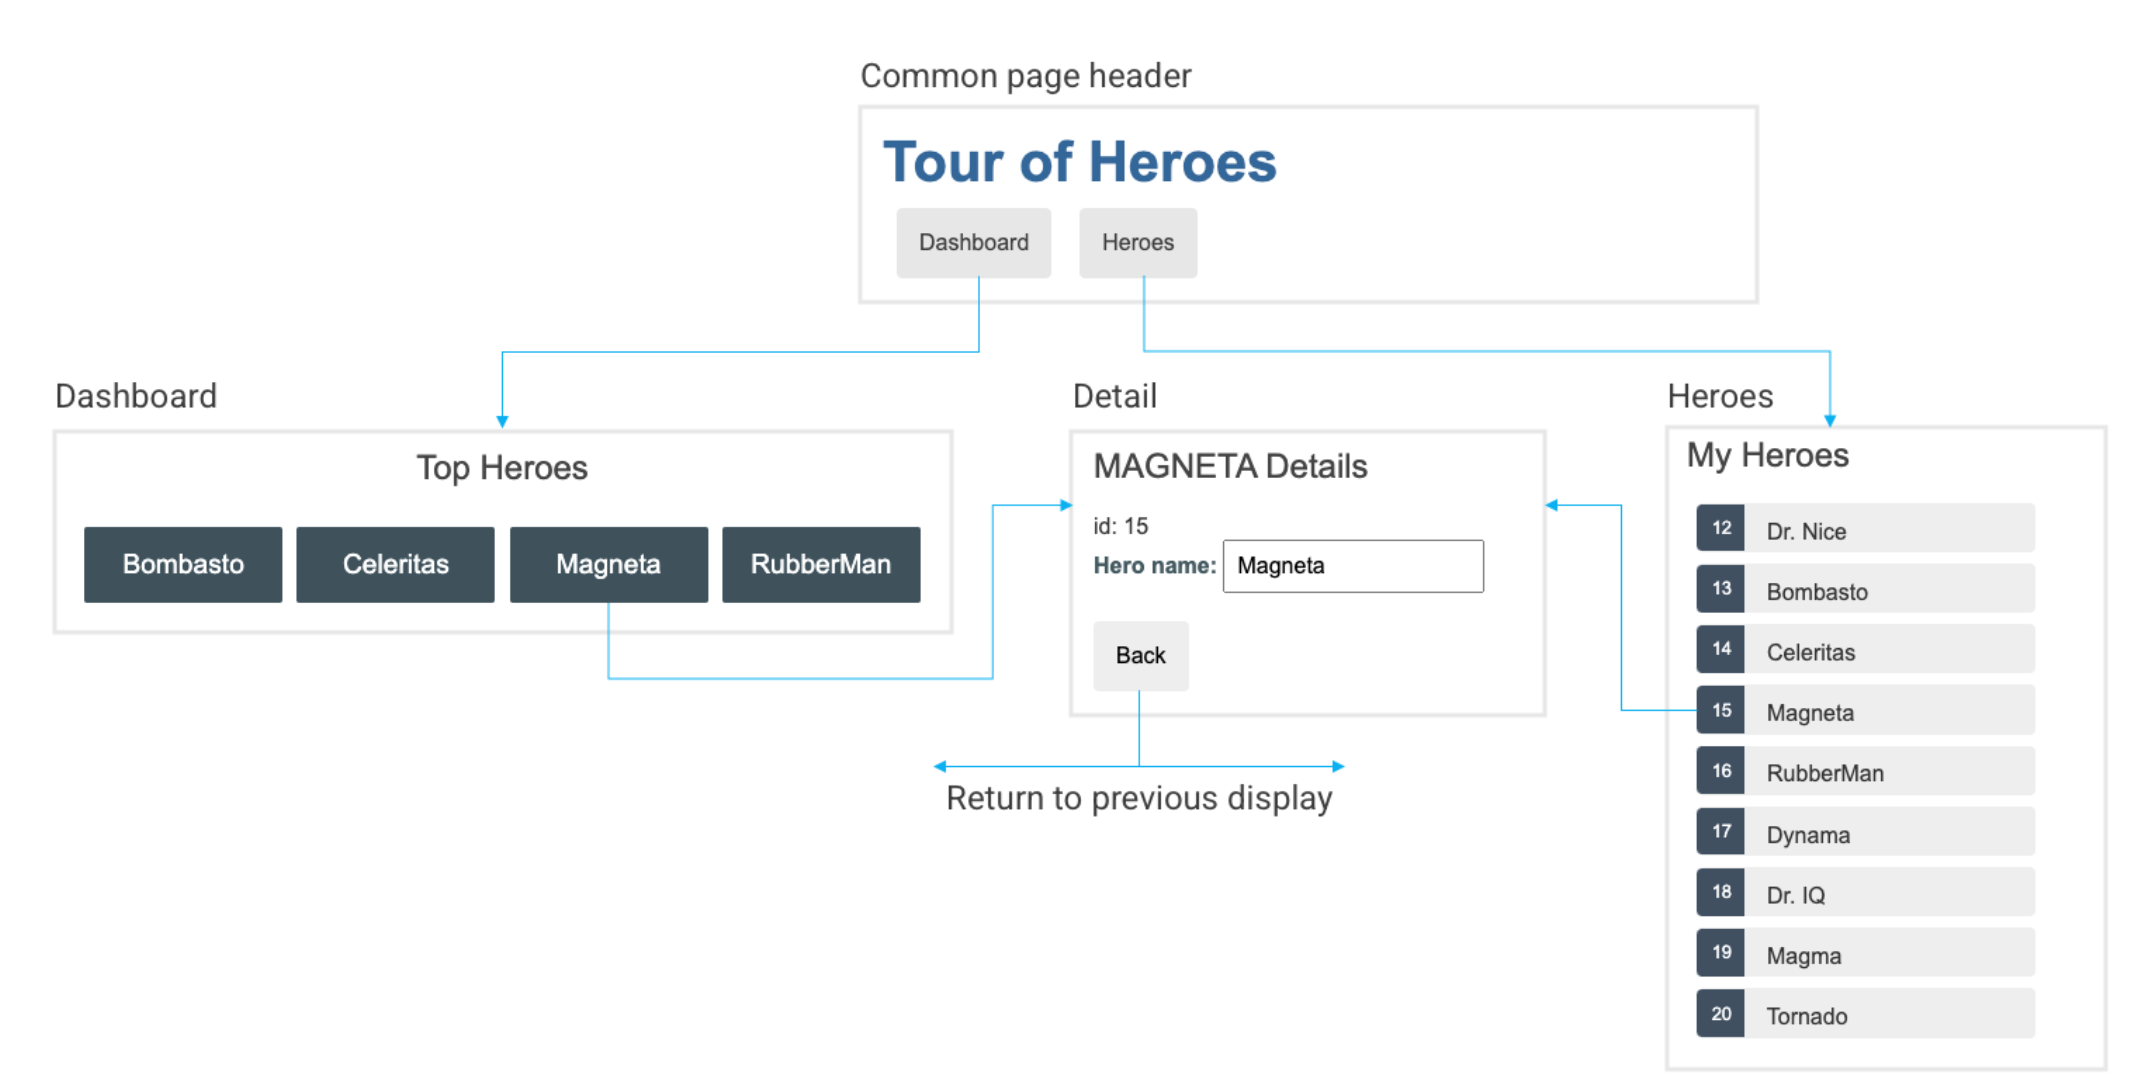 Common page header
Tour of Heroes
Dashboard
Heroes
Dashboard
Top Heroes
Bombasto
Celeritas
Magneta
RubberMan
Detail
MAGNETA Details
id: 15
Hero name: Magneta
Back
Return to previous display
Heroes
My Heroes
12 Dr. Nice
13 Bombasto
14 Celeritas
15 Magneta
16 RubberMan
17 Dynama
18 Dr. IQ
19 Magma
20 Tornado